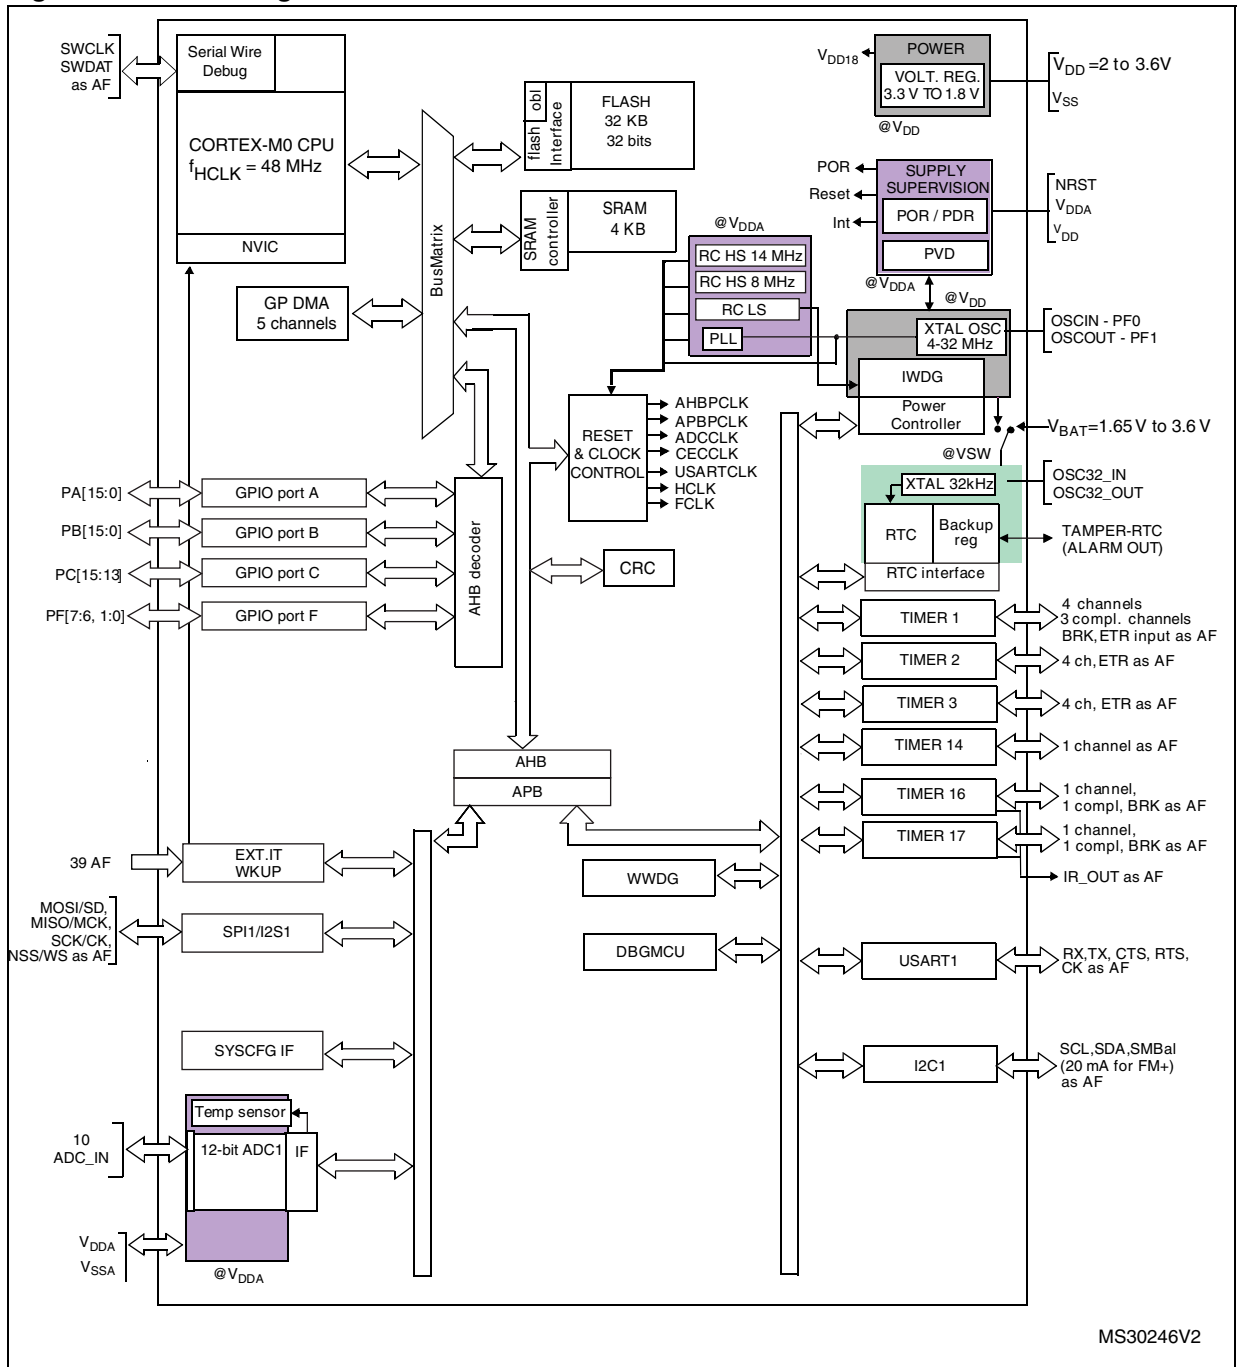 SWCLK
SWDAT
as AF
Serial Wire
Debug
CORTEX-M0 CPU
fHCLK = 48 MHz
NVIC
GP DMA
5 channels
BusMatrix
flash
obl
Interface
FLASH
32 KB
32 bits
SRAM
controller
SRAM
4 KB
VDD18
POWER
VOLT. REG.
3.3 V TO 1.8 V
@VDD
VDD =2 to 3.6V
VSS
POR
Reset
Int
SUPPLY
SUPERVISION
POR / PDR
PVD
@VDDA
NRST
VDDA
VDD
@VDDA
RC HS 14 MHz
RC HS 8 MHz
RC LS
PLL
@VDD
XTAL OSC
4-32 MHz
IWDG
Power
Controller
OSCIN - PF0
OSCOUT - PF1
VBAT=1.65 V to 3.6 V
@VSW
RESET
& CLOCK
CONTROL
AHBPCLK
APBPCLK
ADCCLK
CECCLK
USARTCLK
HCLK
FCLK
XTAL 32kHz
OSC32_IN
OSC32_OUT
RTC
Backup
reg
RTC interface
TAMPER-RTC
(ALARM OUT)
PA[15:0]
GPIO port A
PB[15:0]
GPIO port B
PC[15:13]
GPIO port C
PF[7:6, 1:0]
GPIO port F
AHB decoder
CRC
TIMER 1
4 channels
3 compl. channels
BRK,ETR input as AF
TIMER 2
4 ch,ETR as AF
TIMER 3
4 ch, ETR as AF
TIMER 14
1 channel as AF
TIMER 16
1 channel,
1 compl, BRK as AF
TIMER 17
1 channel,
1 compl, BRK as AF
IR_OUT as AF
AHB
APB
39 AF
EXT.IT
WKUP
WWDG
MOSI/SD,
MISO/MCK,
SCK/CK,
NSS/WS as AF
SPI1/I2S1
DBGMCU
USART1
RX,TX, CTS, RTS,
CK as AF
SYSCFG IF
I2C1
SCL,SDA,SMBal
(20 mA for FM+)
as AF
Temp sensor
10
ADC_IN
12-bit ADC1
IF
VDDA
VSSA
@VDDA
MS30246V2